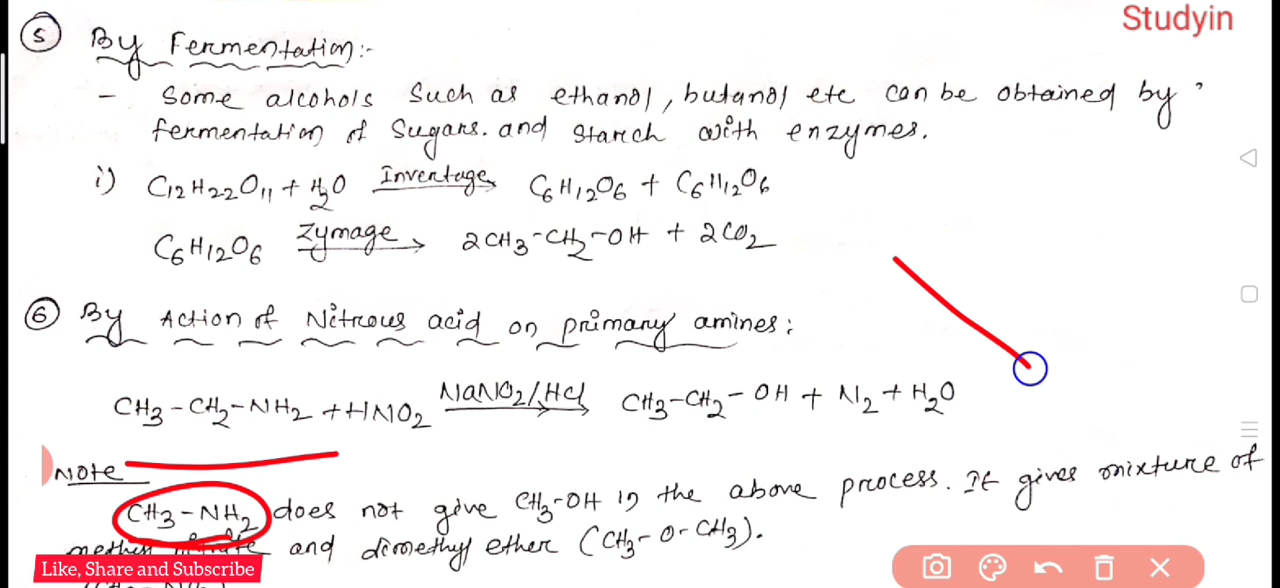 Studyin
⑤ By Fermentation:-
- Some alcohols such as ethanol, butanol etc can be obtained by
fermentation of sugars. and starch with enzymes.
i) C12H22O11 + H2O Invertage C6H12O6 + C6H12O6
C6H12O6 Zymage → 2CH3-CH2-OH + 2CO2
⑥ By Action of Nitrous acid on primary amines:
CH3-CH2-NH2 + HNO2 NaNO2/HCl → CH3-CH2-OH + N2 + H2O
Note
CH3-NH2 does not give CH3-OH in the above process. It gives mixture of
and dimethyl ether (CH3-O-CH3).
Like, Share and Subscribe